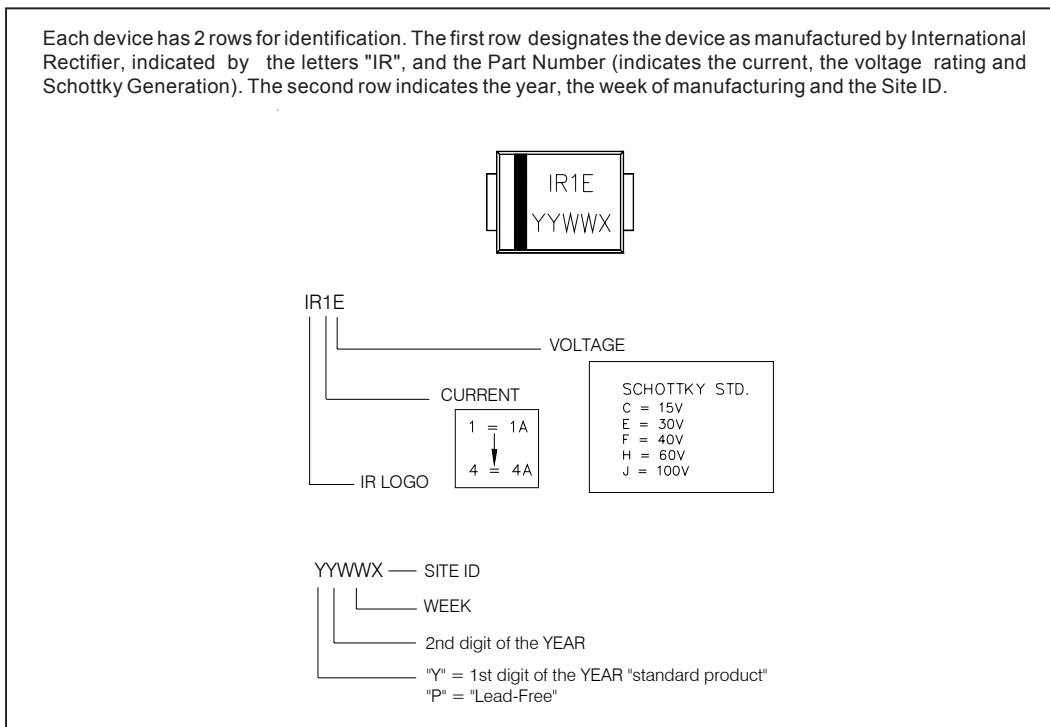 Each device has 2 rows for identification. The first row designates the device as manufactured by International
Rectifier, indicated by the letters "IR", and the Part Number (indicates the current, the voltage rating and
Schottky Generation). The second row indicates the year, the week of manufacturing and the Site ID.
IR1E
YYWWX
IR1E
VOLTAGE
SCHOTTKY STD.
C = 15V
E = 30V
F = 40V
H = 60V
J = 100V
CURRENT
1 = 1A
4 = 4A
IR LOGO
YYWWX
SITE ID
WEEK
2nd digit of the YEAR
"Y" = 1st digit of the YEAR "standard product"
"P" = "Lead-Free"